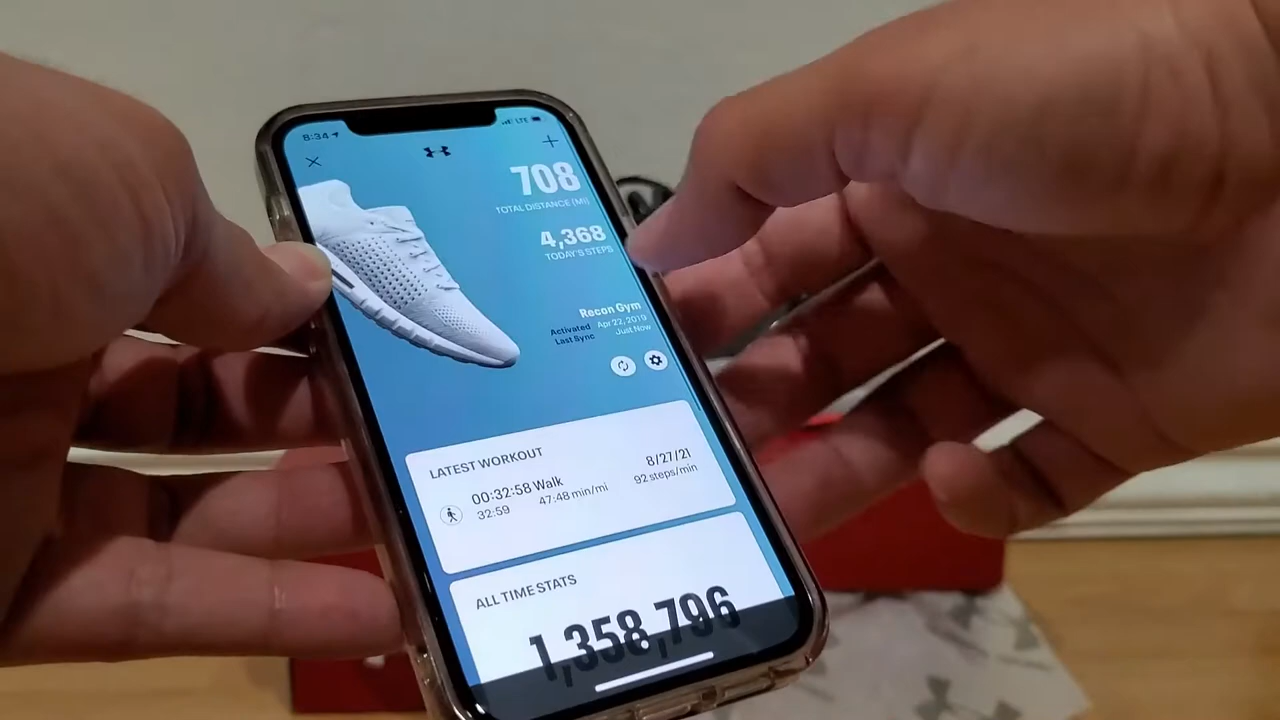 8:34
LTE
708
TOTAL DISTANCE (MI)
4,368
TODAY'S STEPS
Recon Gym
Activated Apr 22, 2019
Last Sync Just Now
LATEST WORKOUT
00:32:58 Walk 8/27/21
32:59 47:48 min/mi 92 steps/min
ALL TIME STATS
1,358,796